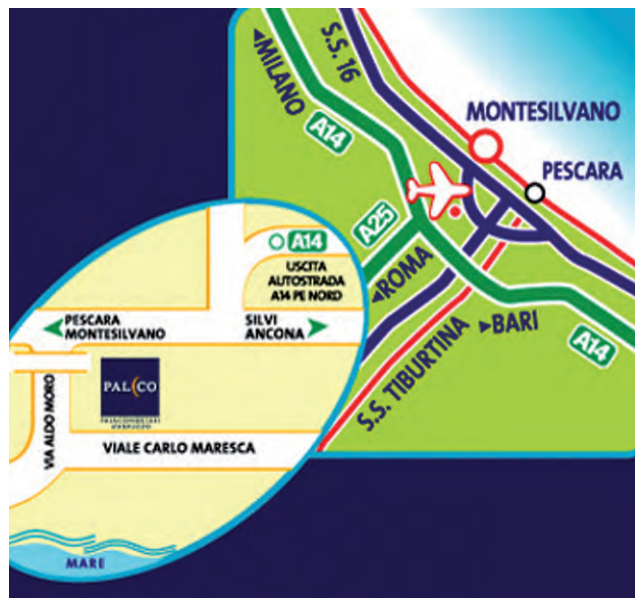 S.S. 16
MILANO
A14
MONTESILVANO
PESCARA
A25
ROMA
BARI
A14
S.S. TIBURTINA
A14
USCITA
AUTOSTRADA
A14 PE NORD
PESCARA
MONTESILVANO
SILVI
ANCONA
PALCO
VIA ALDO MORO
VIALE CARLO MARESCA
MARE